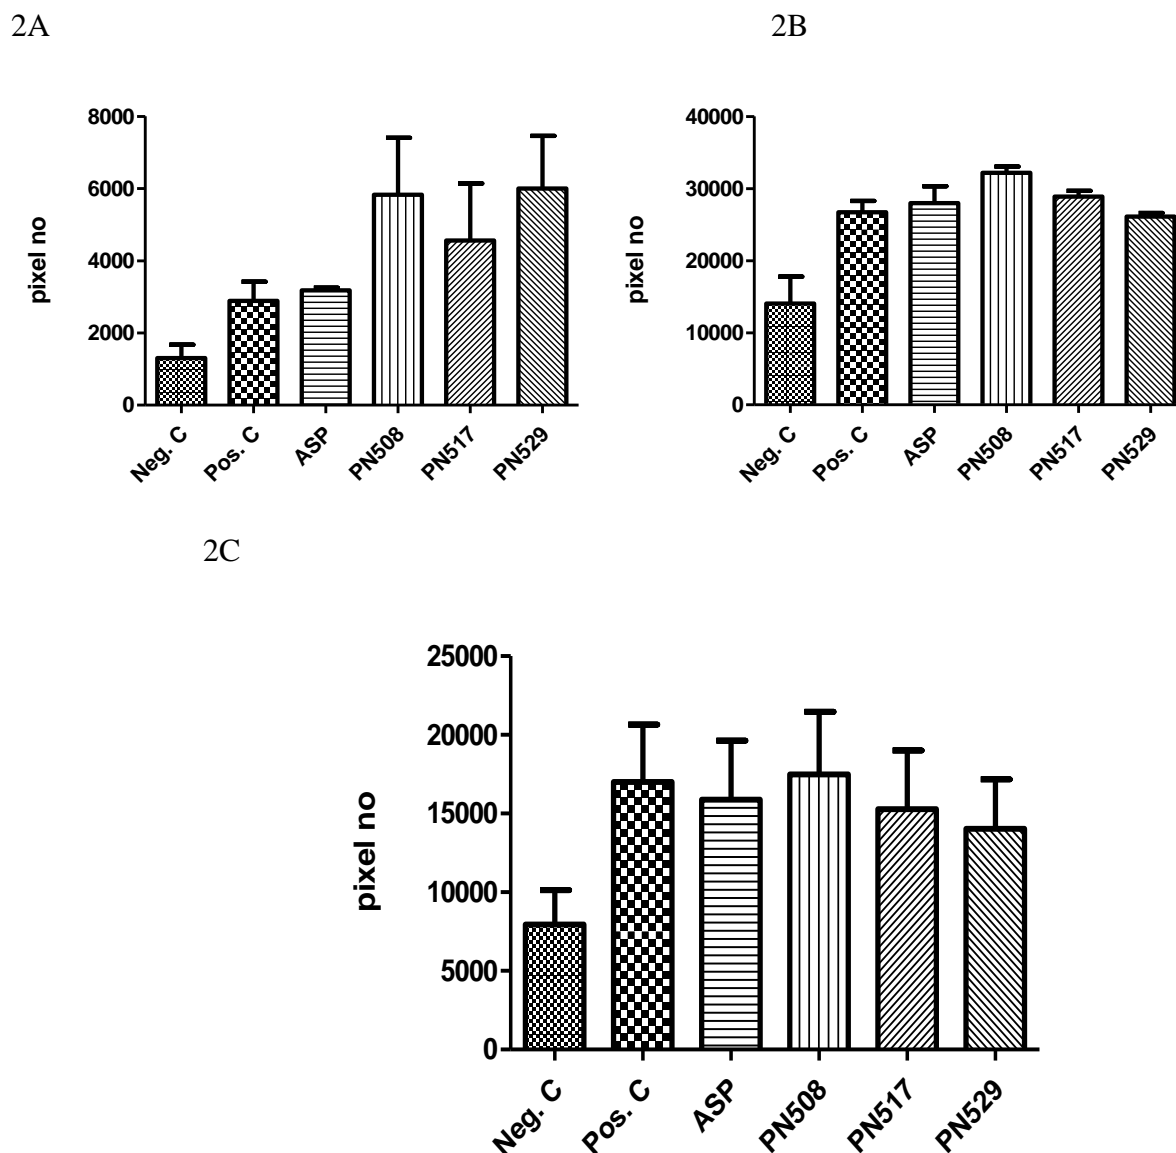 2A
8000
6000
4000
2000
0
pixel no
Neg. C
Pos. C
ASP
PN508
PN517
PN529
2B
40000
30000
20000
10000
0
pixel no
Neg. C
Pos. C
ASP
PN508
PN517
PN529
2C
25000
20000
15000
10000
5000
0
pixel no
Neg. C
Pos. C
ASP
PN508
PN517
PN529